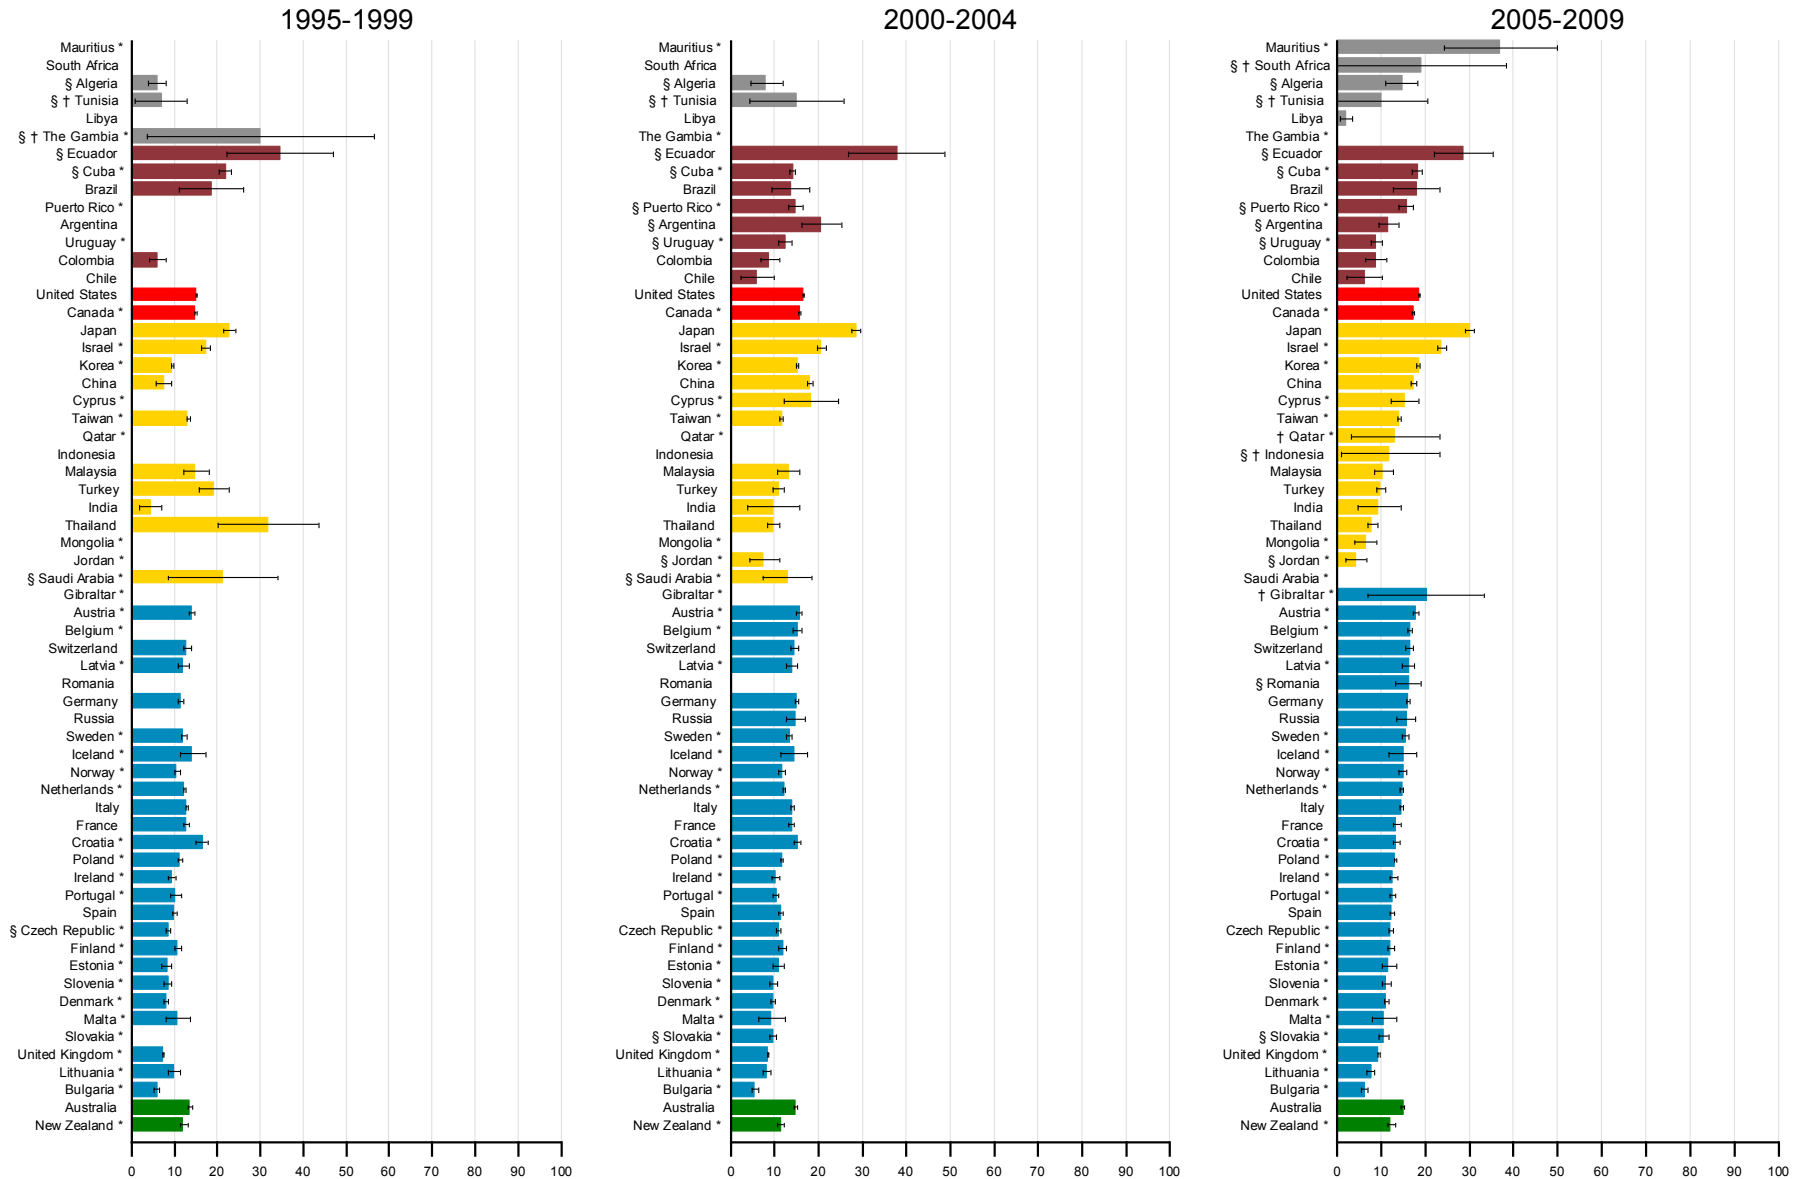 1995-1999
Mauritius *
South Africa
§ Algeria
§ † Tunisia
Libya
§ † The Gambia *
§ Ecuador
§ Cuba *
Brazil
Puerto Rico *
Argentina
Uruguay *
Colombia
Chile
United States
Canada *
Japan
Israel *
Korea *
China
Cyprus *
Taiwan *
Qatar *
Indonesia
Malaysia
Turkey
India
Thailand
Mongolia *
Jordan *
§ Saudi Arabia *
Gibraltar *
Austria *
Belgium *
Switzerland
Latvia *
Romania
Germany
Russia
Sweden *
Iceland *
Norway *
Netherlands *
Italy
France
Croatia *
Poland *
Ireland *
Portugal *
Spain
§ Czech Republic *
Finland *
Estonia *
Slovenia *
Denmark *
Malta *
Slovakia *
United Kingdom *
Lithuania *
Bulgaria *
Australia
New Zealand *
0 10 20 30 40 50 60 70 80 90 100
2000-2004
Mauritius *
South Africa
§ Algeria
§ † Tunisia
Libya
The Gambia *
§ Ecuador
§ Cuba *
Brazil
§ Puerto Rico *
§ Argentina
§ Uruguay *
Colombia
Chile
United States
Canada *
Japan
Israel *
Korea *
China
Cyprus *
Taiwan *
Qatar *
Indonesia
Malaysia
Turkey
India
Thailand
Mongolia *
§ Jordan *
§ Saudi Arabia *
Gibraltar *
Austria *
Belgium *
Switzerland
Latvia *
Romania
Germany
Russia
Sweden *
Iceland *
Norway *
Netherlands *
Italy
France
Croatia *
Poland *
Ireland *
Portugal *
Spain
Czech Republic *
Finland *
Estonia *
Slovenia *
Denmark *
Malta *
§ Slovakia *
United Kingdom *
Lithuania *
Bulgaria *
Australia
New Zealand *
0 10 20 30 40 50 60 70 80 90 100
2005-2009
Mauritius *
§ † South Africa
§ Algeria
§ † Tunisia
Libya
The Gambia *
§ Ecuador
§ Cuba *
Brazil
§ Puerto Rico *
§ Argentina
§ Uruguay *
Colombia
Chile
United States
Canada *
Japan
Israel *
Korea *
China
Cyprus *
Taiwan *
† Qatar *
§ † Indonesia
Malaysia
Turkey
India
Thailand
Mongolia *
§ Jordan *
Saudi Arabia *
† Gibraltar *
Austria *
Belgium *
Switzerland
Latvia *
§ Romania
Germany
Russia
Sweden *
Iceland *
Norway *
Netherlands *
Italy
France
Croatia *
Poland *
Ireland *
Portugal *
Spain
Czech Republic *
Finland *
Estonia *
Slovenia *
Denmark *
Malta *
§ Slovakia *
United Kingdom *
Lithuania *
Bulgaria *
Australia
New Zealand *
0 10 20 30 40 50 60 70 80 90 100